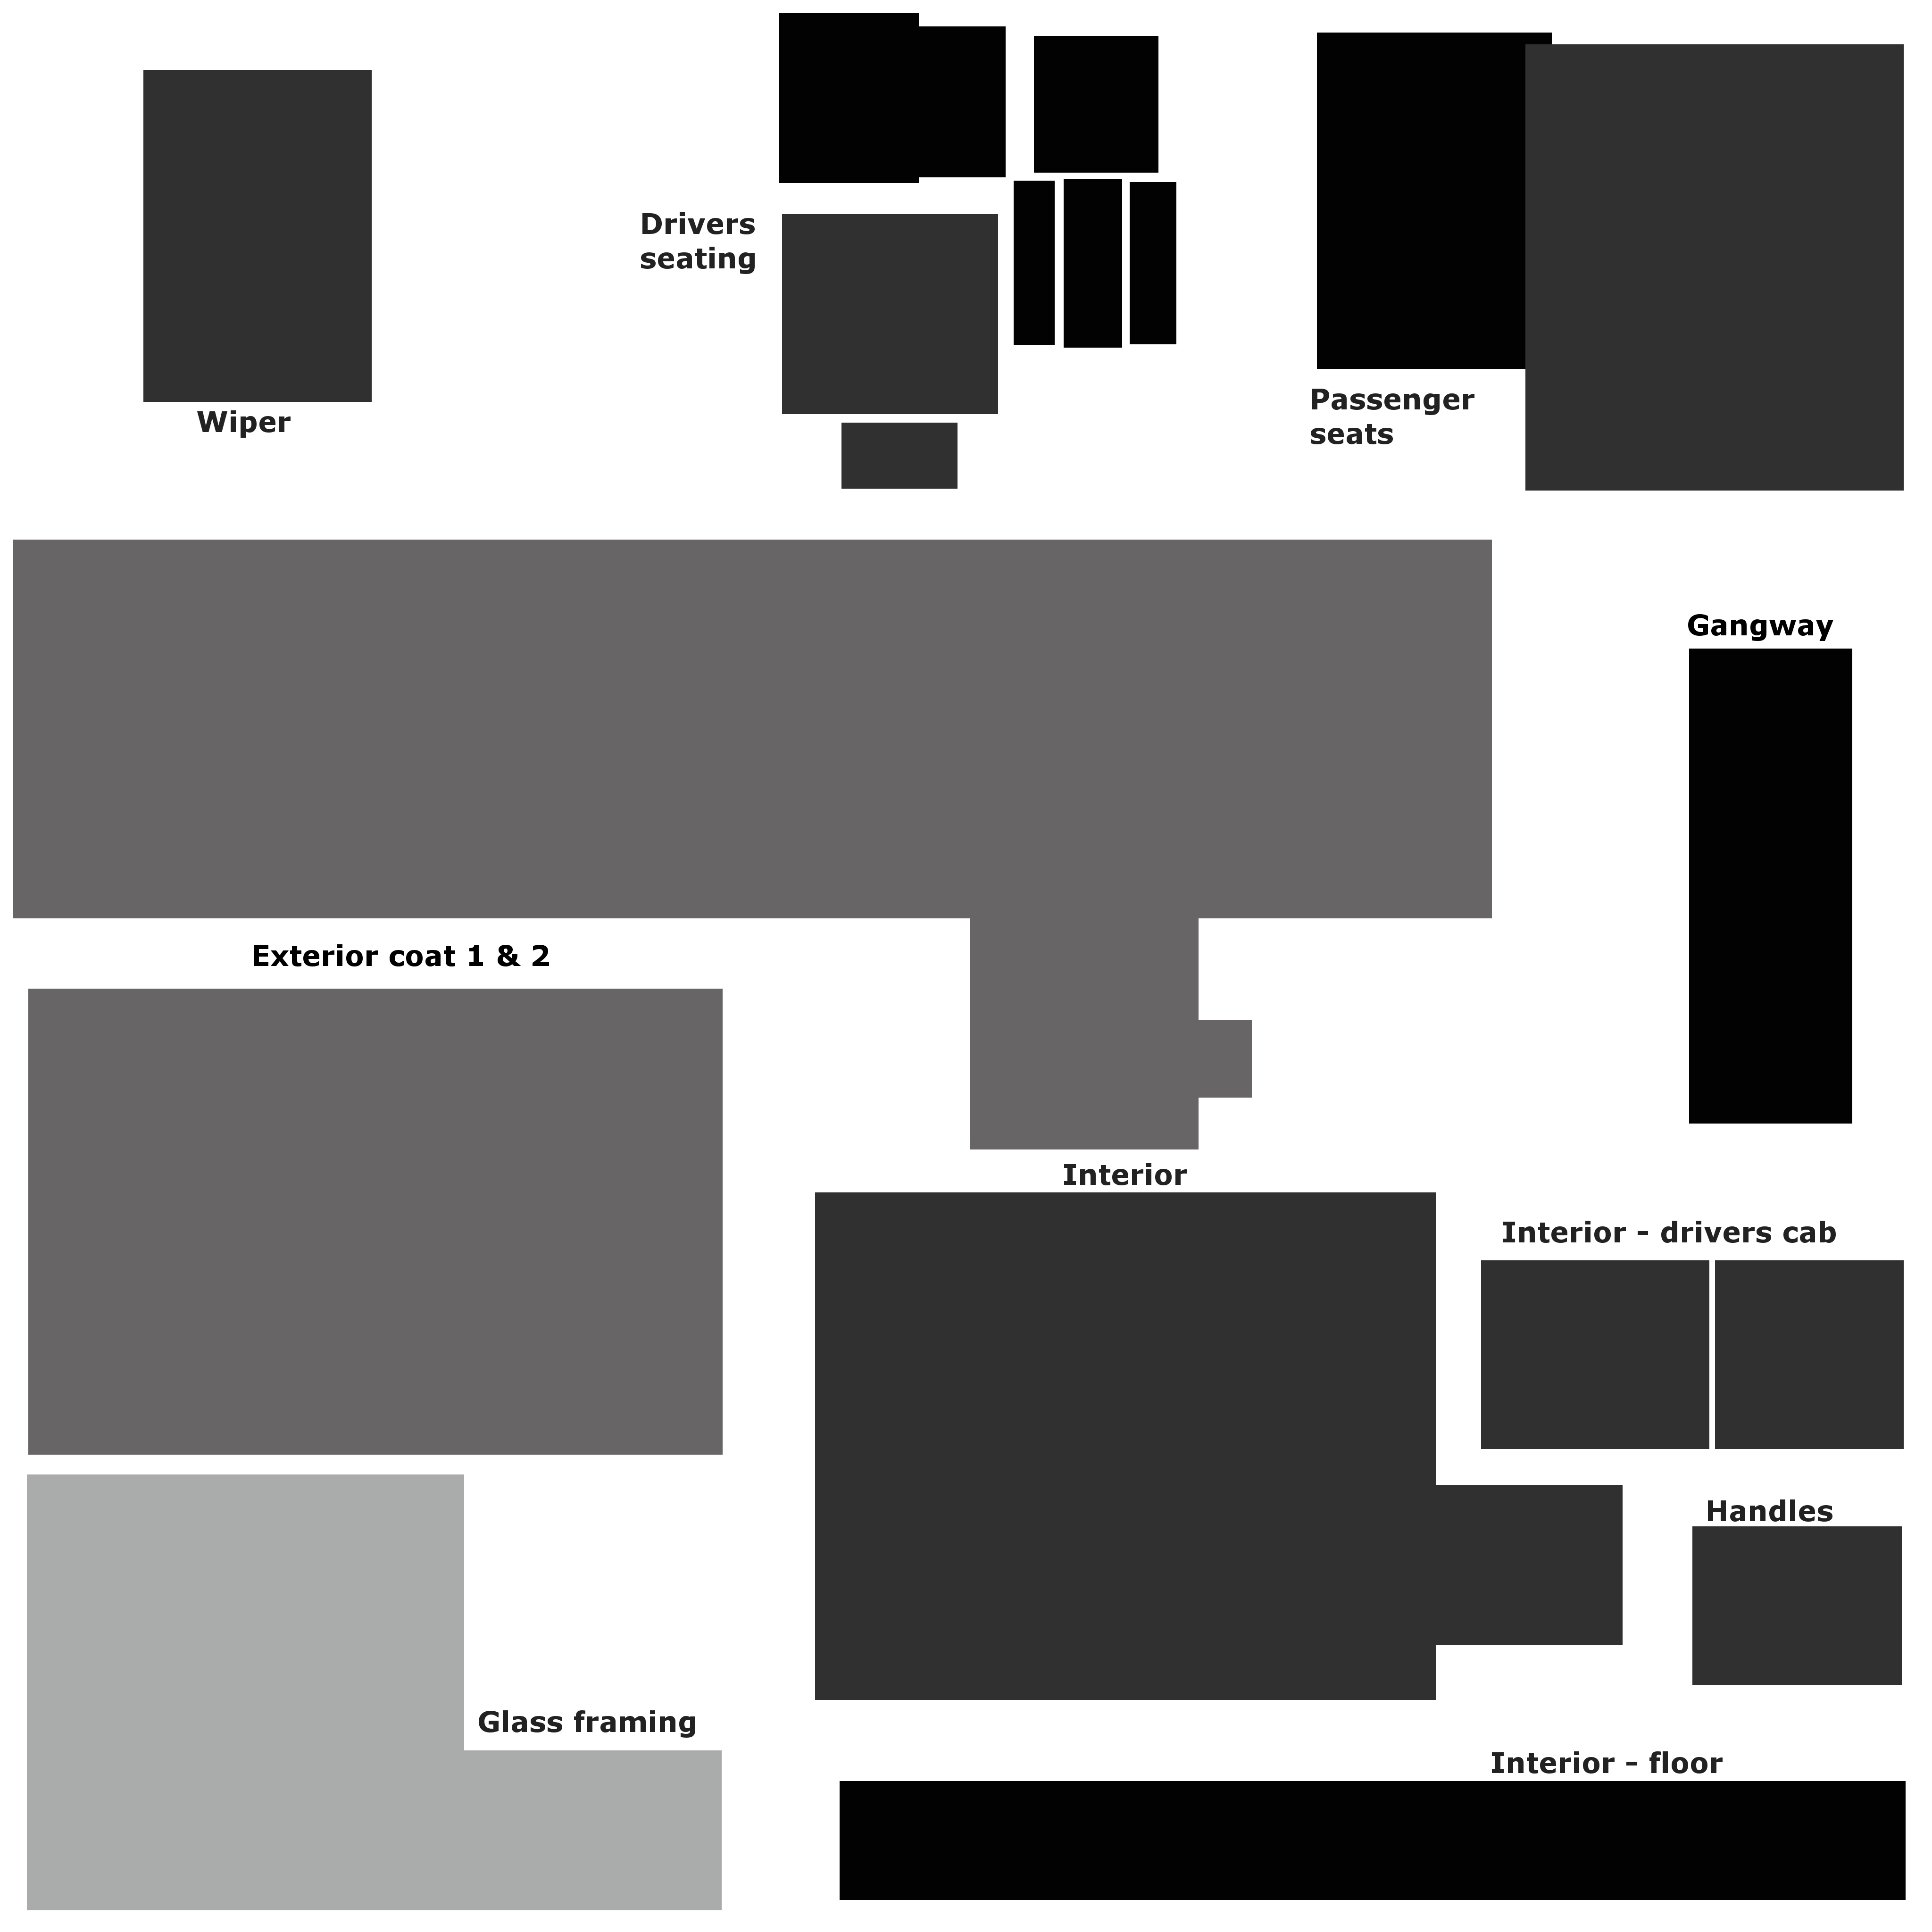 Drivers
seating
Wiper
Passenger
seats
Gangway
Exterior coat 1 & 2
Interior
Interior - drivers cab
Handles
Glass framing
Interior - floor